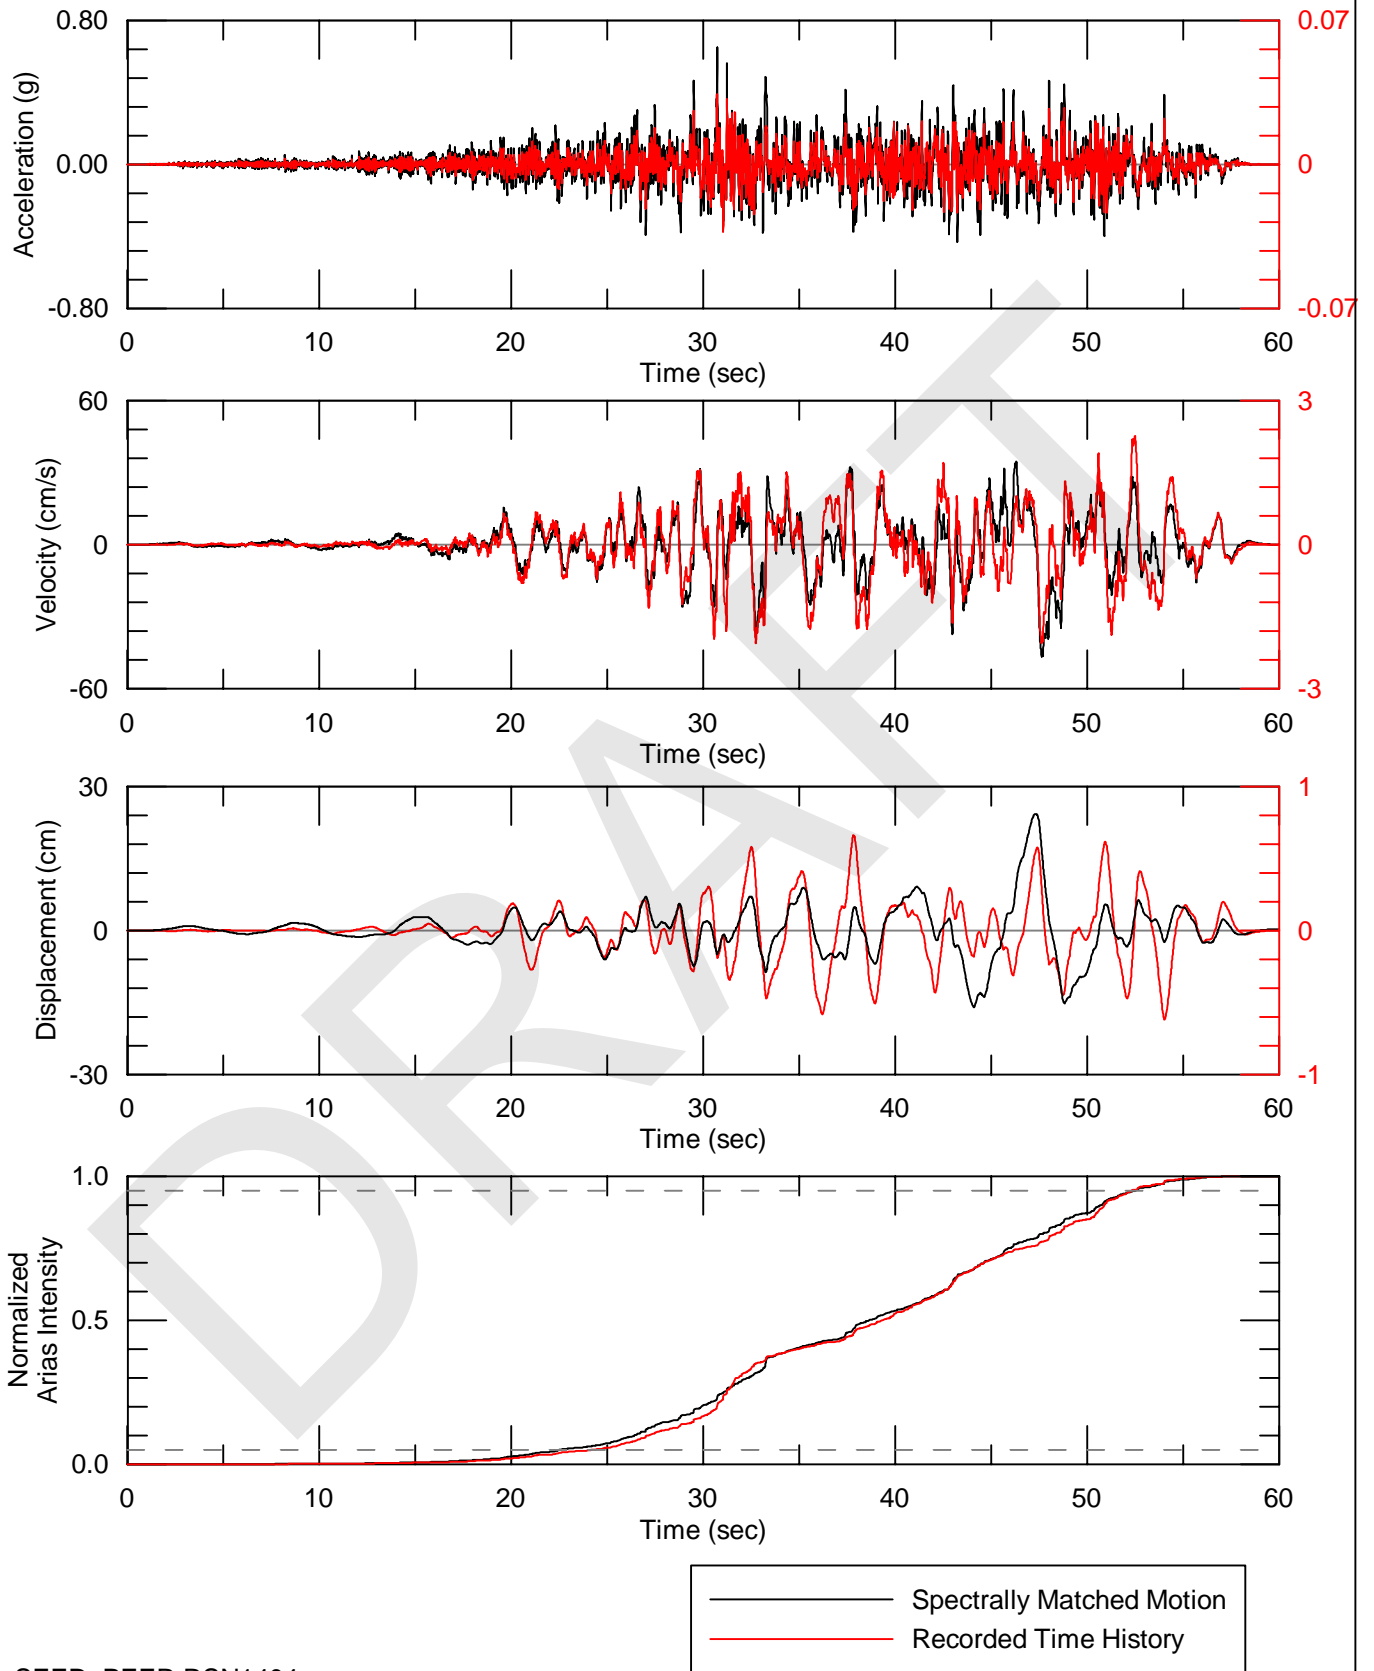 0.80
0.07
Acceleration (g)
0.00
0
-0.80
-0.07
0 10 20 30 40 50 60
Time (sec)
60
3
Velocity (cm/s)
0
0
-60
-3
0 10 20 30 40 50 60
Time (sec)
30
1
Displacement (cm)
0
0
-30
-1
0 10 20 30 40 50 60
Time (sec)
1.0
Normalized
Arias Intensity
0.5
0.0
0 10 20 30 40 50 60
Time (sec)
DRAFT
Spectrally Matched Motion
Recorded Time History